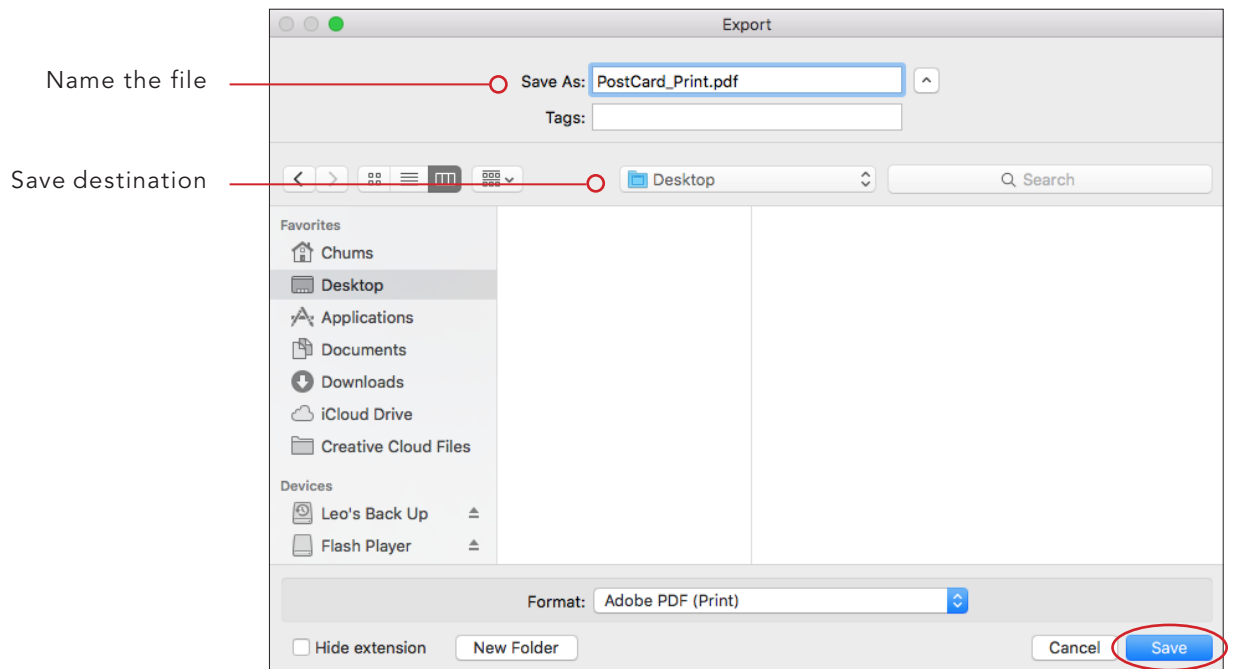 Export
Name the file
Save As: PostCard_Print.pdf
Tags:
Save destination
Desktop
Search
Favorites
Chums
Desktop
Applications
Documents
Downloads
iCloud Drive
Creative Cloud Files
Devices
Leo's Back Up
Flash Player
Format: Adobe PDF (Print)
Hide extension New Folder Cancel Save